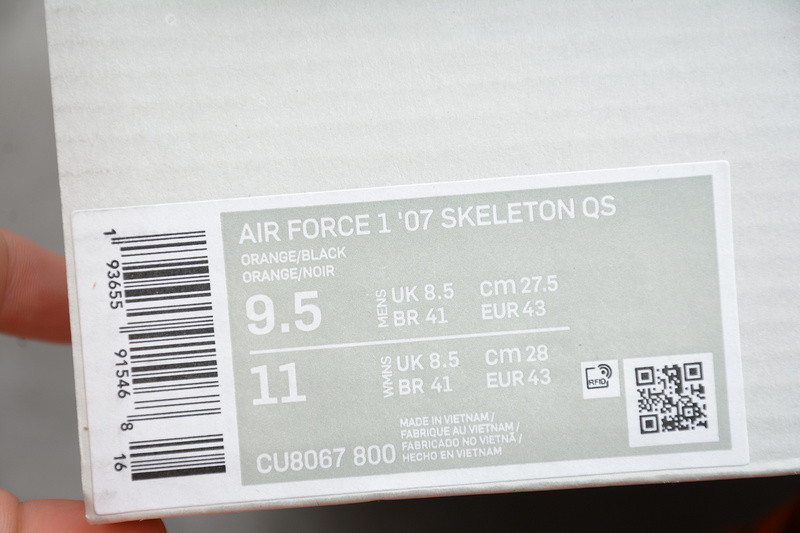 AIR FORCE 1 '07 SKELETON QS
ORANGE/BLACK
ORANGE/NOIR
9.5
MENS
UK 8.5
cm 27.5
BR 41
EUR 43
11
WMNS
UK 8.5
cm 28
BR 41
EUR 43
RFID
CU8067 800
MADE IN VIETNAM /
FABRIQUE AU VIETNAM /
FABRICADO NO VIETNÃ /
HECHO EN VIETNAM
1 93655 91546 8 16